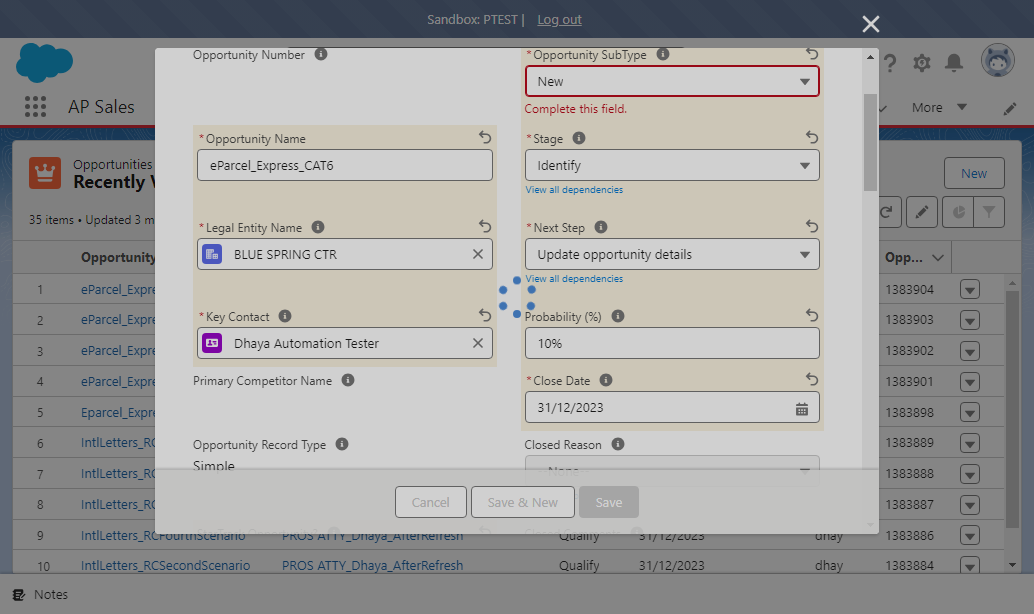 Sandbox: PTEST | Log out
AP Sales
More
Opportunities
Recently V
New
35 items • Updated 3 m
Opportunity
Opp...
1 eParcel_Expre 1383904
2 eParcel_Expre 1383903
3 eParcel_Expre 1383902
4 eParcel_Expre 1383901
5 Eparcel_Expre 1383898
6 IntlLetters_RC 1383889
7 IntlLetters_RC 1383888
8 IntlLetters_RC 1383887
9 IntlLetters_RCFourthScenario PROS ATTY_Dhaya_AfterRefresh Qualify 31/12/2023 dhay 1383886
10 IntlLetters_RCSecondScenario PROS ATTY_Dhaya_AfterRefresh Qualify 31/12/2023 dhay 1383884
Opportunity Number
*Opportunity SubType
New
Complete this field.
*Opportunity Name
eParcel_Express_CAT6
*Stage
Identify
View all dependencies
*Legal Entity Name
BLUE SPRING CTR
*Next Step
Update opportunity details
View all dependencies
*Key Contact
Dhaya Automation Tester
Probability (%)
10%
Primary Competitor Name
*Close Date
31/12/2023
Opportunity Record Type
Simple
Closed Reason
--None--
Cancel
Save & New
Save
Notes